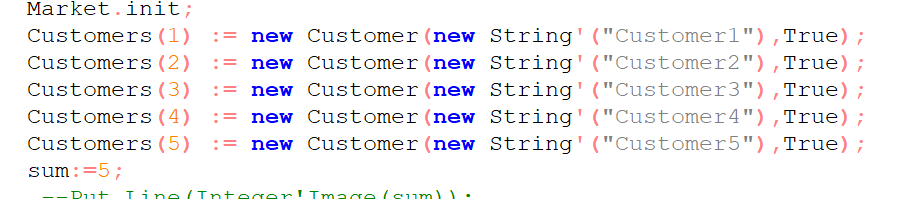 Market.init;
Customers(1) := new Customer(new String'("Customer1"),True);
Customers(2) := new Customer(new String'("Customer2"),True);
Customers(3) := new Customer(new String'("Customer3"),True);
Customers(4) := new Customer(new String'("Customer4"),True);
Customers(5) := new Customer(new String'("Customer5"),True);
sum:=5;
--Put_Line(Integer'Image(sum));